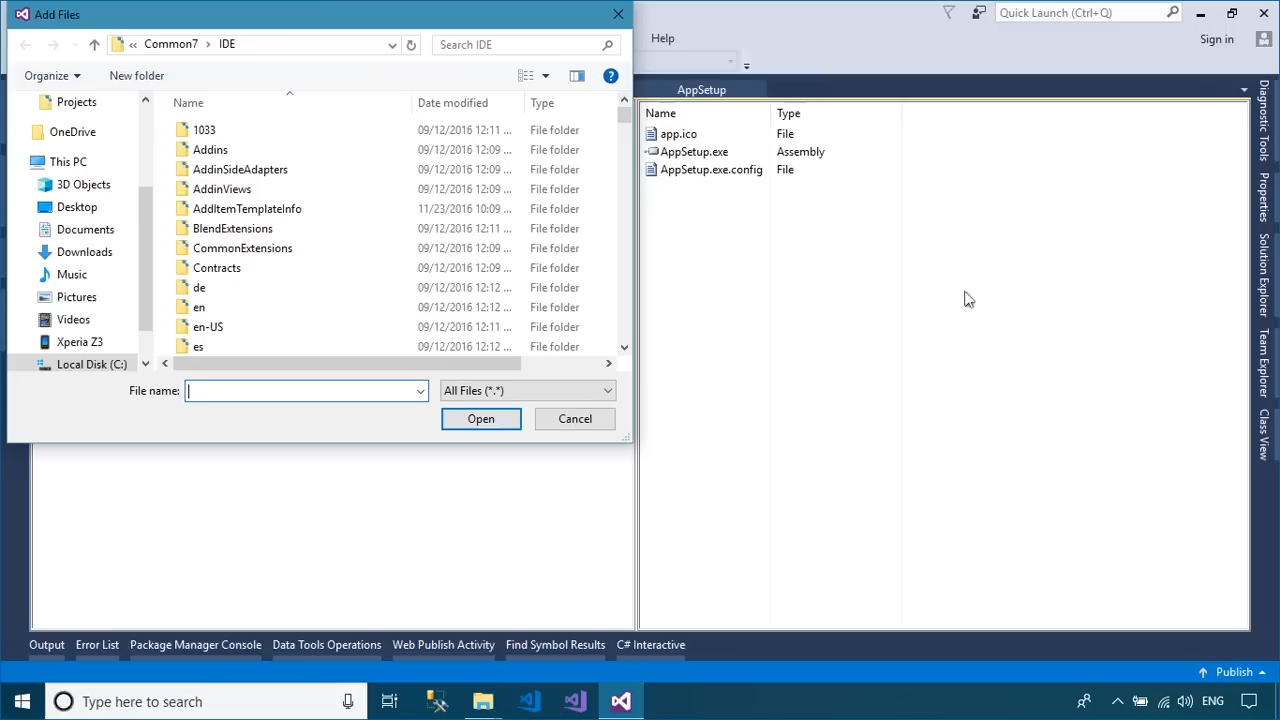 Add Files
Quick Launch (Ctrl+Q)
Help
Sign in
Common7 IDE
Search IDE
Organize New folder
Name Date modified Type
1033 09/12/2016 12:11 ... File folder
Addins 09/12/2016 12:09 ... File folder
AddinSideAdapters 09/12/2016 12:09 ... File folder
AddinViews 09/12/2016 12:09 ... File folder
AddItemTemplateInfo 11/23/2016 10:09 ... File folder
BlendExtensions 09/12/2016 12:11 ... File folder
CommonExtensions 09/12/2016 12:09 ... File folder
Contracts 09/12/2016 12:09 ... File folder
de 09/12/2016 12:12 ... File folder
en 09/12/2016 12:12 ... File folder
en-US 09/12/2016 12:11 ... File folder
es 09/12/2016 12:12 ... File folder
Projects
OneDrive
This PC
3D Objects
Desktop
Documents
Downloads
Music
Pictures
Videos
Xperia Z3
Local Disk (C:)
File name:
All Files (*.*)
Open
Cancel
AppSetup
Name Type
app.ico File
AppSetup.exe Assembly
AppSetup.exe.config File
Diagnostic Tools
Properties
Solution Explorer
Team Explorer
Class View
Output Error List Package Manager Console Data Tools Operations Web Publish Activity Find Symbol Results C# Interactive
Publish
Type here to search
ENG